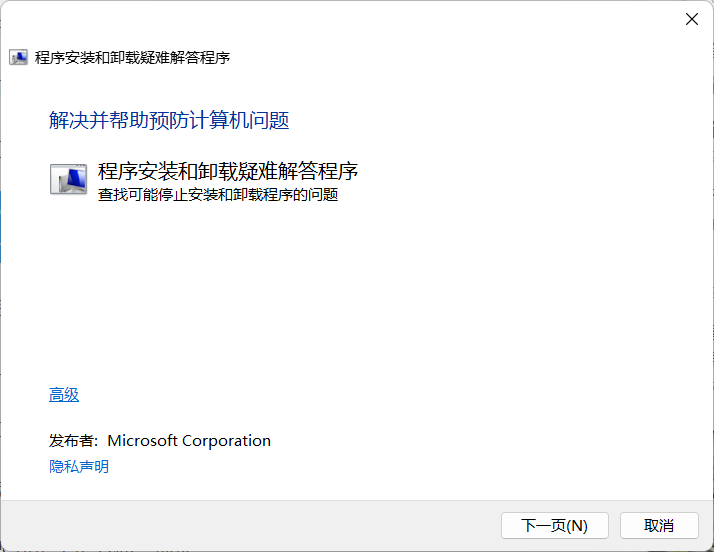 程序安装和卸载疑难解答程序
解决并帮助预防计算机问题
程序安装和卸载疑难解答程序
查找可能停止安装和卸载程序的问题
高级
发布者: Microsoft Corporation
隐私声明
下一页(N)
取消